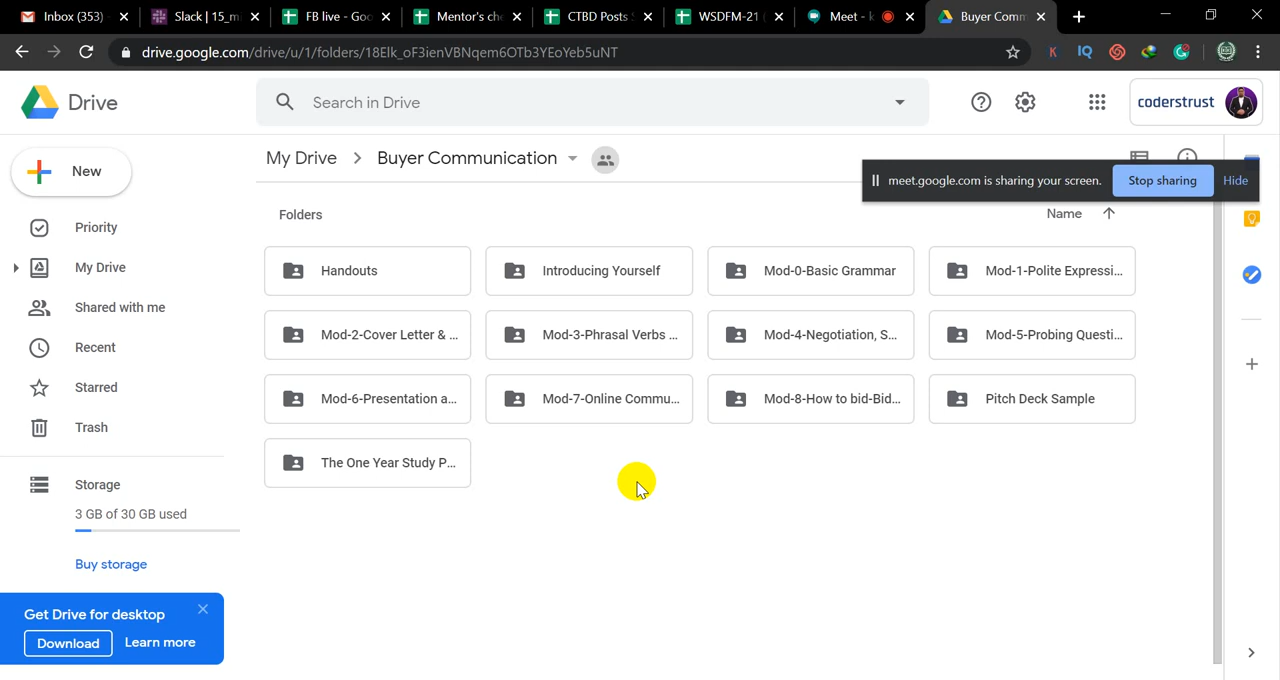 Inbox (353)
Slack | 15_m
FB live - Goo
Mentor's che
CTBD Posts
WSDFM-21
Meet - k
Buyer Comm
drive.google.com/drive/u/1/folders/18Elk_oF3ienVBNqem6OTb3YEoYeb5uNT
K
IQ
Drive
Search in Drive
coderstrust
New
My Drive > Buyer Communication
meet.google.com is sharing your screen.
Stop sharing
Hide
Priority
My Drive
Shared with me
Recent
Starred
Trash
Storage
3 GB of 30 GB used
Buy storage
Get Drive for desktop
Download
Learn more
Folders
Name
Handouts
Introducing Yourself
Mod-0-Basic Grammar
Mod-1-Polite Expressi...
Mod-2-Cover Letter & ...
Mod-3-Phrasal Verbs ...
Mod-4-Negotiation, S...
Mod-5-Probing Questi...
Mod-6-Presentation a...
Mod-7-Online Commu...
Mod-8-How to bid-Bid...
Pitch Deck Sample
The One Year Study P...